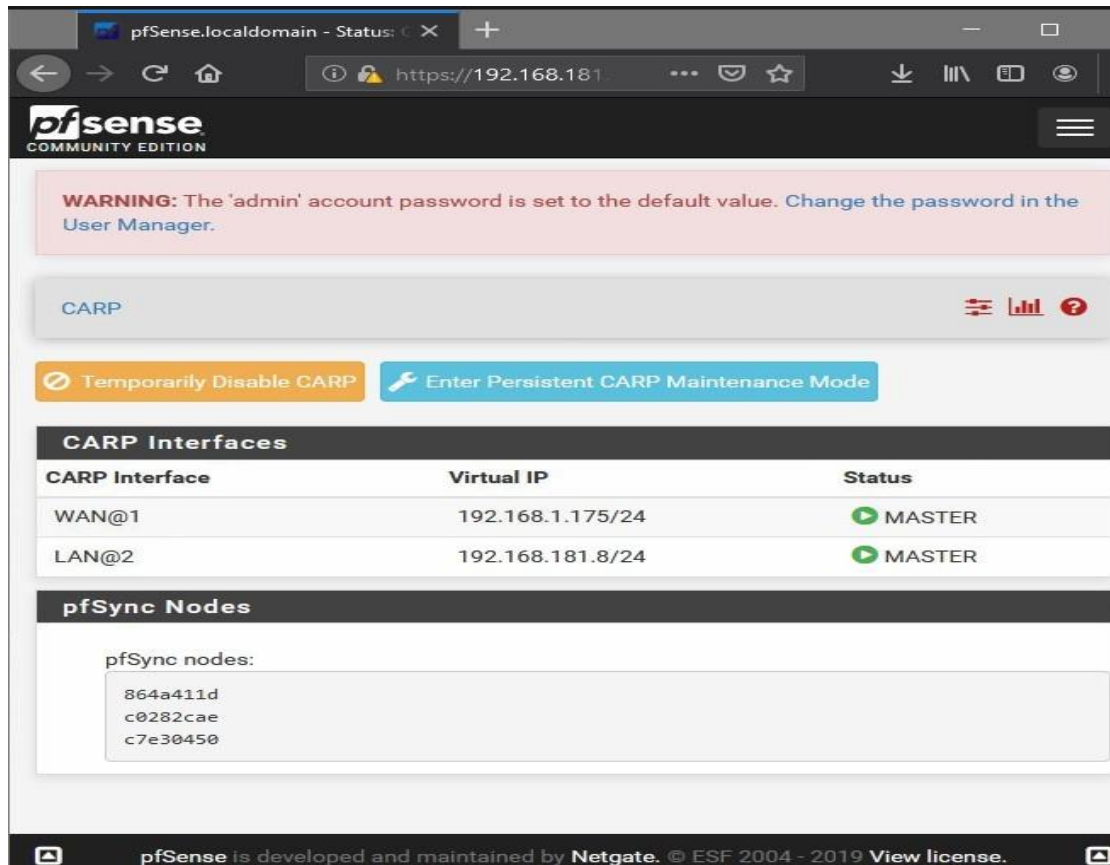 pfSense.localdomain - Status:
https://192.168.181.
pfsense
COMMUNITY EDITION
WARNING: The 'admin' account password is set to the default value. Change the password in the
User Manager.
CARP
Temporarily Disable CARP
Enter Persistent CARP Maintenance Mode
CARP Interfaces
CARP Interface Virtual IP Status
WAN@1 192.168.1.175/24 MASTER
LAN@2 192.168.181.8/24 MASTER
pfSync Nodes
pfSync nodes:
864a411d
c0282cae
c7e30450
pfSense is developed and maintained by Netgate. © ESF 2004 - 2019 View license.